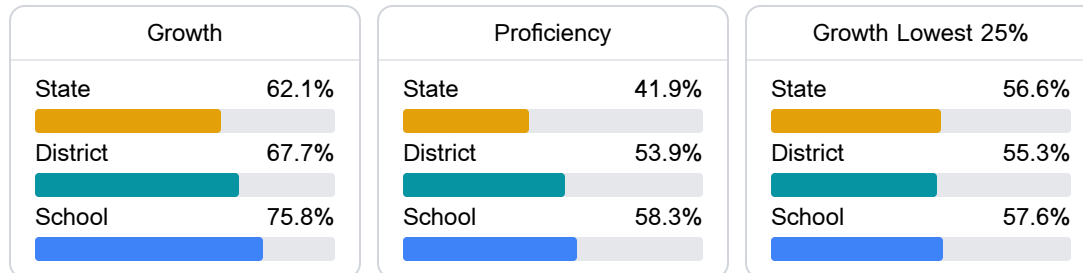 Growth
State 62.1%
District 67.7%
School 75.8%
Proficiency
State 41.9%
District 53.9%
School 58.3%
Growth Lowest 25%
State 56.6%
District 55.3%
School 57.6%